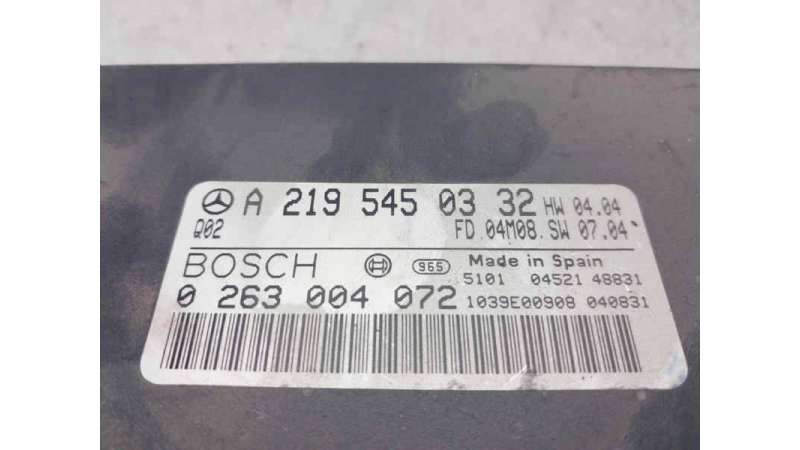 A 219 545 03 32 HW 04.04
Q02 FD 04M08 SW 07.04
BOSCH 965 Made in Spain
5101 04521 48831
0 263 004 072 1039E00908 040831